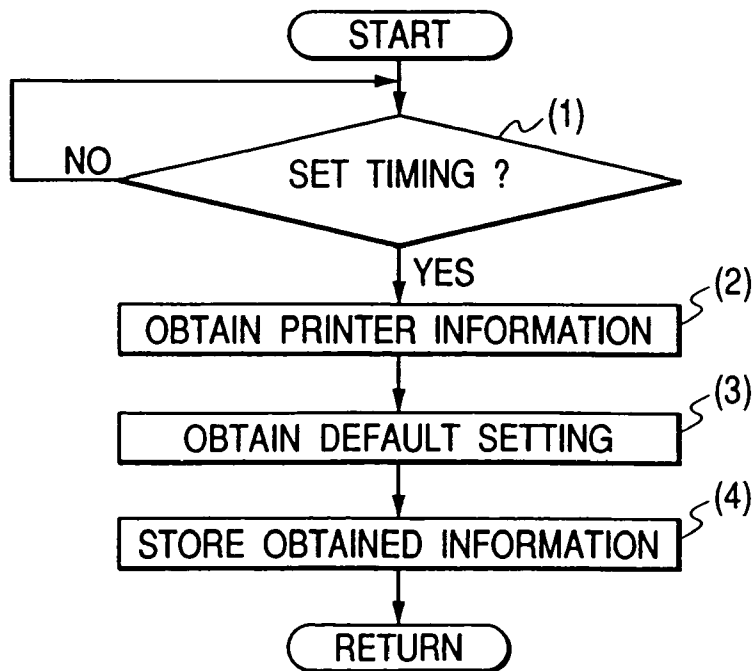 START
(1)
SET TIMING ?
NO
YES
(2)
OBTAIN PRINTER INFORMATION
(3)
OBTAIN DEFAULT SETTING
(4)
STORE OBTAINED INFORMATION
RETURN